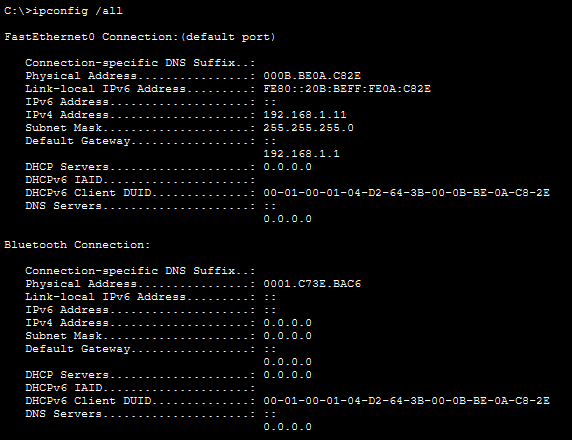 C:\>ipconfig /all
FastEthernet0 Connection:(default port)
Connection-specific DNS Suffix..:
Physical Address................: 000B.BE0A.C82E
Link-local IPv6 Address.........: FE80::20B:BEFF:FE0A:C82E
IPv6 Address....................: ::
IPv4 Address....................: 192.168.1.11
Subnet Mask.....................: 255.255.255.0
Default Gateway.................: ::
192.168.1.1
DHCP Servers....................: 0.0.0.0
DHCPv6 IAID.....................:
DHCPv6 Client DUID..............: 00-01-00-01-04-D2-64-3B-00-0B-BE-0A-C8-2E
DNS Servers.....................: ::
0.0.0.0
Bluetooth Connection:
Connection-specific DNS Suffix..:
Physical Address................: 0001.C73E.BAC6
Link-local IPv6 Address.........: ::
IPv6 Address....................: ::
IPv4 Address....................: 0.0.0.0
Subnet Mask.....................: 0.0.0.0
Default Gateway.................: ::
0.0.0.0
DHCP Servers....................: 0.0.0.0
DHCPv6 IAID.....................:
DHCPv6 Client DUID..............: 00-01-00-01-04-D2-64-3B-00-0B-BE-0A-C8-2E
DNS Servers.....................: ::
0.0.0.0